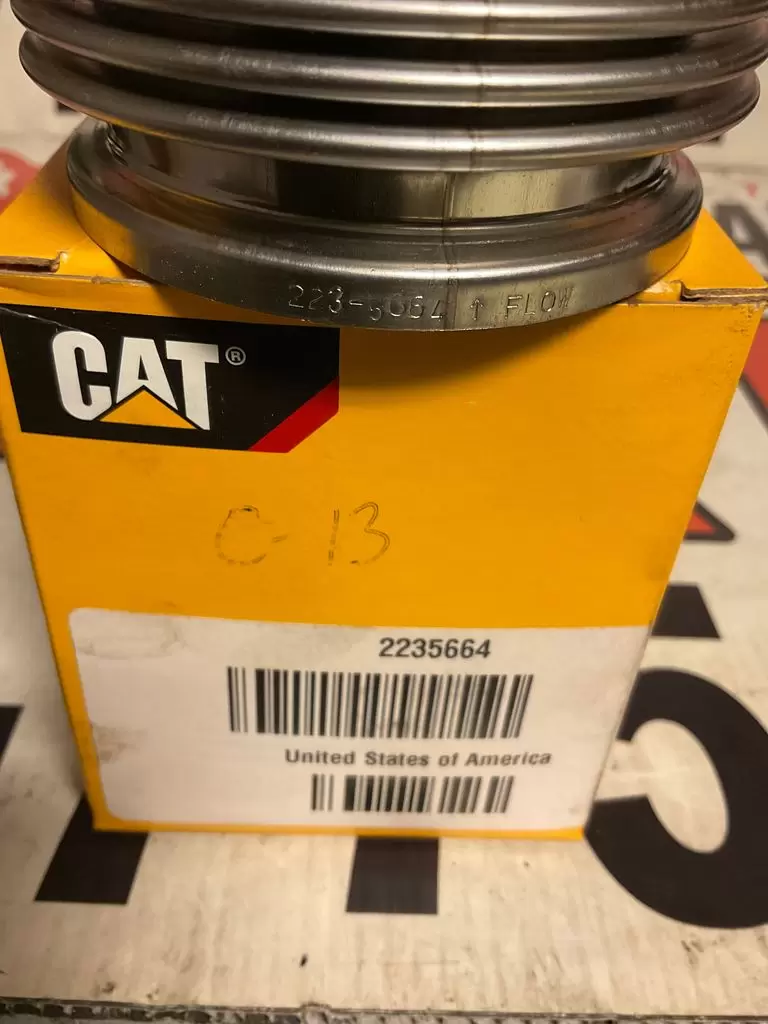 223-5664 ↑ FLOW
CAT®
C-13
2235664
United States of America